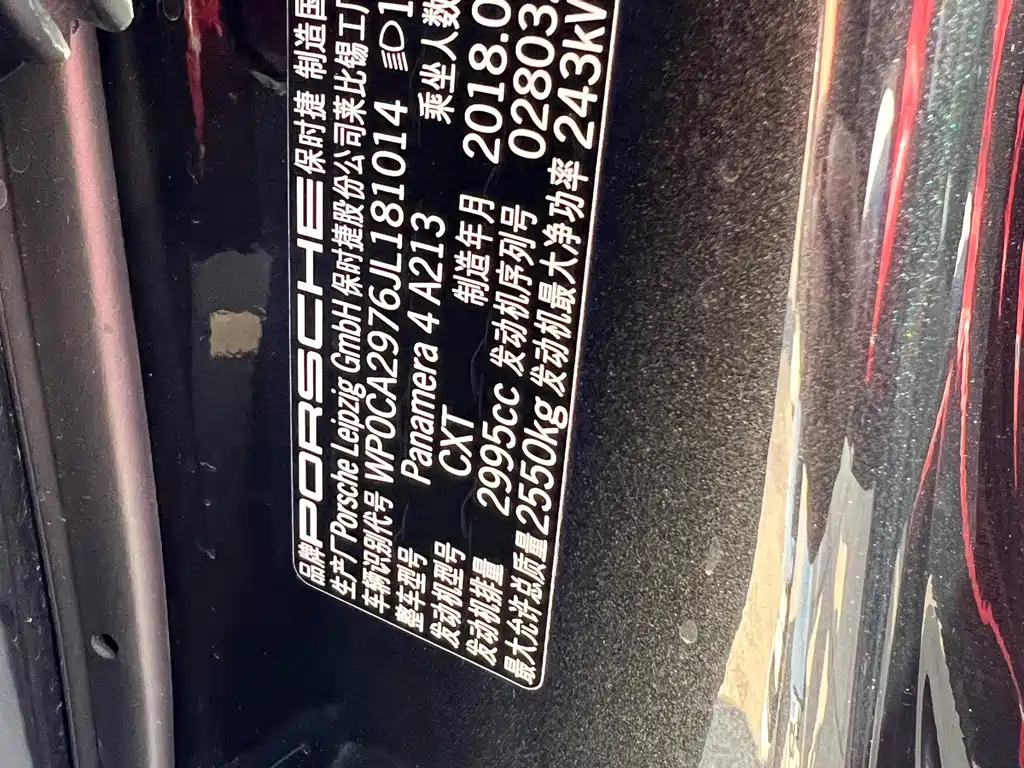 品牌 PORSCHE 保时捷 制造国
生产厂 Porsche Leipzig GmbH 保时捷股份公司莱比锡工厂
车辆识别代号 WP0CA2976JL181014
整车型号 Panamera 4 A213 乘坐人数
发动机型号 CXT 制造年月 2018.0
发动机排量 2995cc 发动机序列号 02803
最大允许总质量 2550kg 发动机最大净功率 243kW